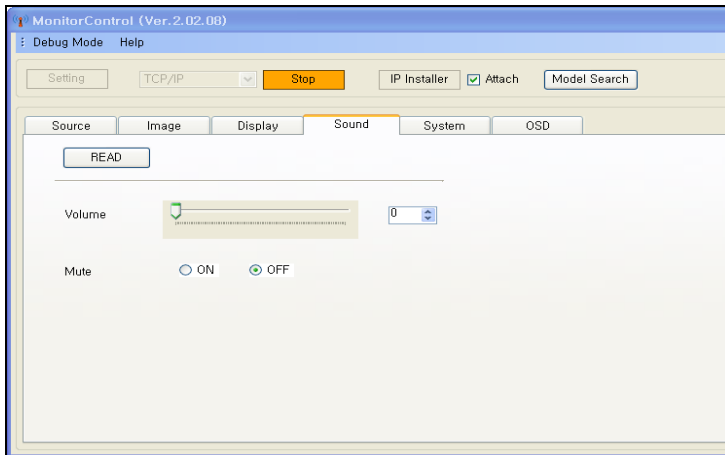 MonitorControl (Ver.2.02.08)
Debug Mode Help
Setting TCP/IP Stop IP Installer Attach Model Search
Source Image Display Sound System OSD
READ
Volume 0
Mute ON OFF